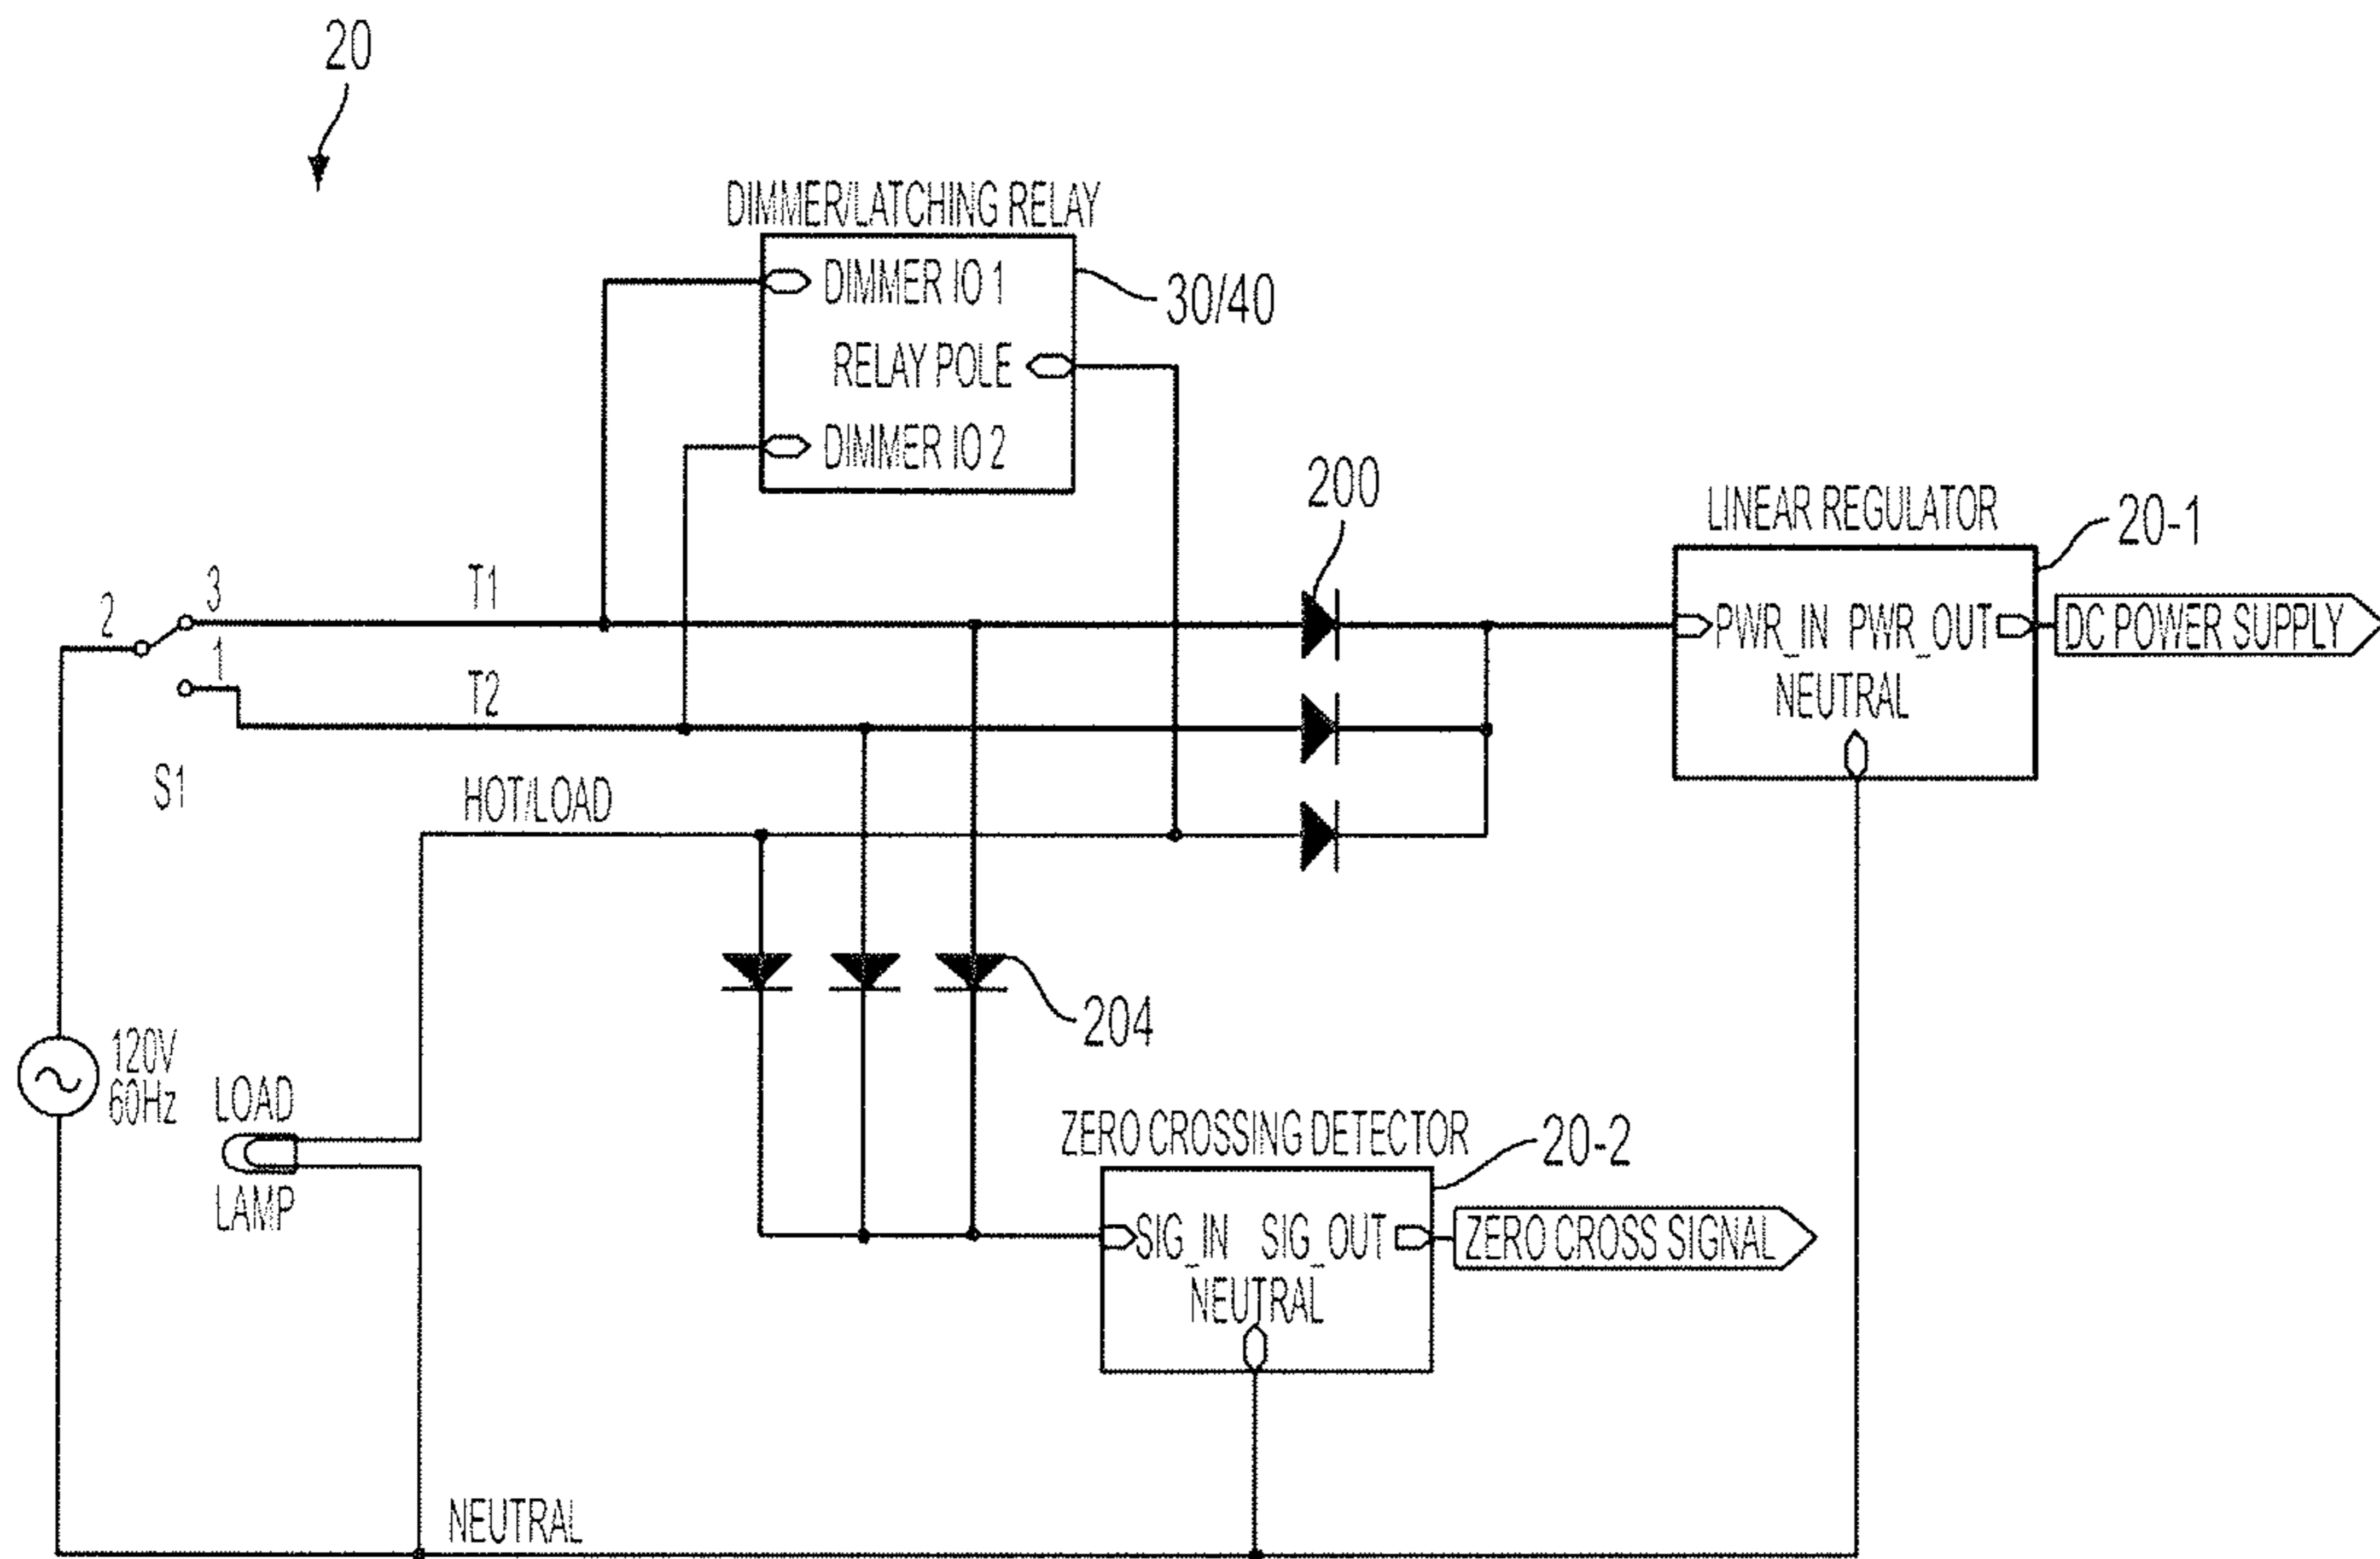 20
DIMMER/LATCHING RELAY
DIMMER IO 1
30/40
RELAY POLE
DIMMER IO 2
200
LINEAR REGULATOR
20-1
T1
3
2
1
PWR_IN PWR_OUT
DC POWER SUPPLY
NEUTRAL
T2
S1
HOT/LOAD
204
120V
60Hz
LOAD
LAMP
ZERO CROSSING DETECTOR
20-2
SIG_IN SIG_OUT
ZERO CROSS SIGNAL
NEUTRAL
NEUTRAL